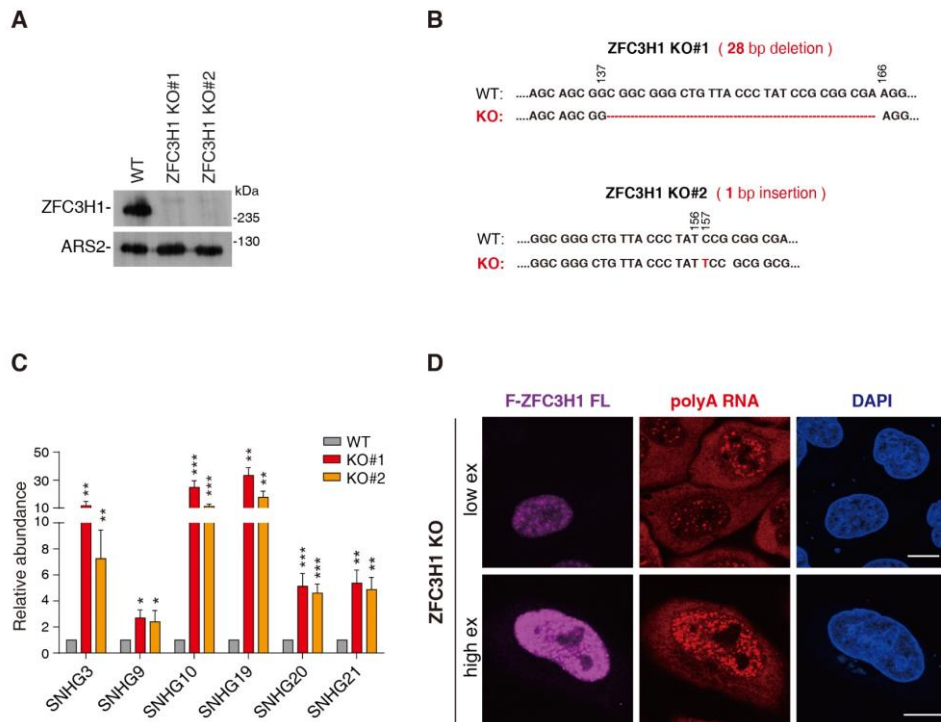 A
WT
ZFC3H1 KO#1
ZFC3H1 KO#2
kDa
ZFC3H1-
-235
ARS2-
-130
B
ZFC3H1 KO#1 ( 28 bp deletion )
137
166
WT: ....AGC AGC GGC GGC GGG CTG TTA CCC TAT CCG CGG CGA AGG...
KO: ....AGC AGC GG--------------------------------------------- AGG...
ZFC3H1 KO#2 ( 1 bp insertion )
156
157
WT: ....GGC GGG CTG TTA CCC TAT CCG CGG CGA...
KO: ....GGC GGG CTG TTA CCC TAT TCC GCG GCG...
C
Relative abundance
50
30
10
10
8
6
4
2
0
WT
KO#1
KO#2
** ** * * *** *** ** ** *** *** ** **
SNHG3
SNHG9
SNHG10
SNHG19
SNHG20
SNHG21
D
F-ZFC3H1 FL
polyA RNA
DAPI
ZFC3H1 KO
low ex
high ex